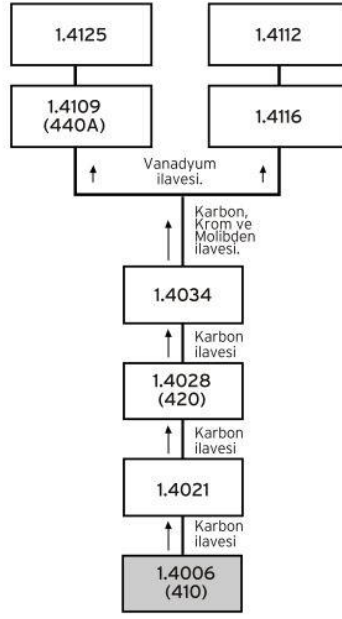 1.4125
1.4112
1.4109
(440A)
1.4116
Vanadyum
ilavesi.
Karbon,
Krom ve
Molibden
ilavesi.
1.4034
Karbon
ilavesi
1.4028
(420)
Karbon
ilavesi
1.4021
Karbon
ilavesi
1.4006
(410)